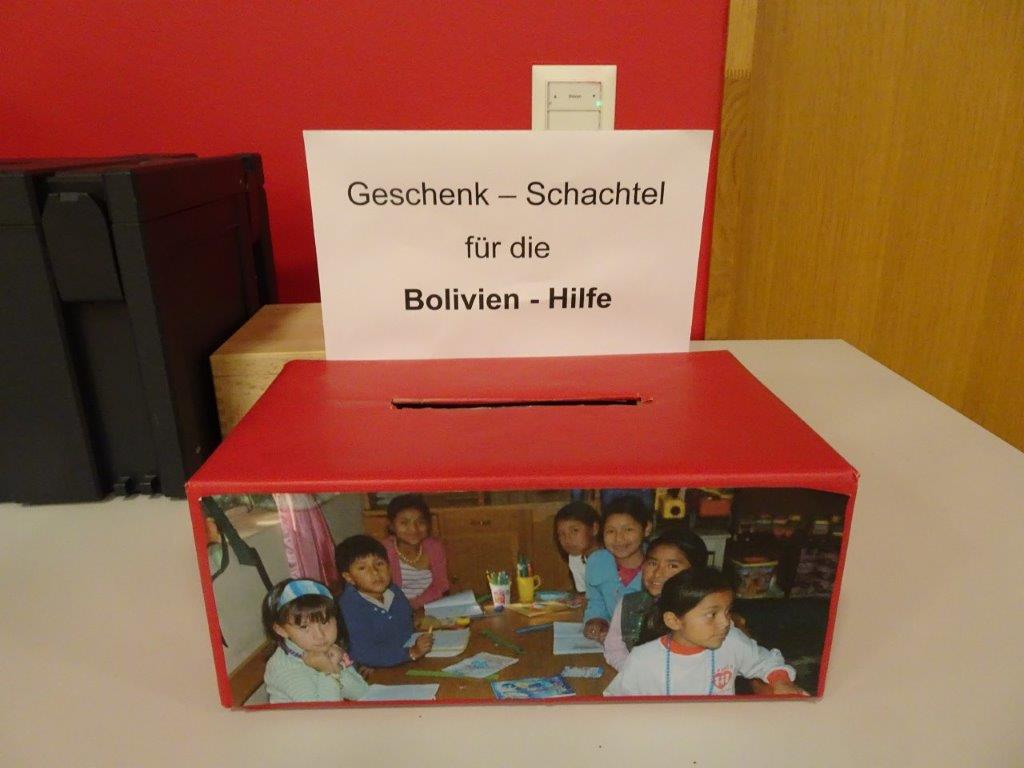 Geschenk – Schachtel
für die
Bolivien - Hilfe